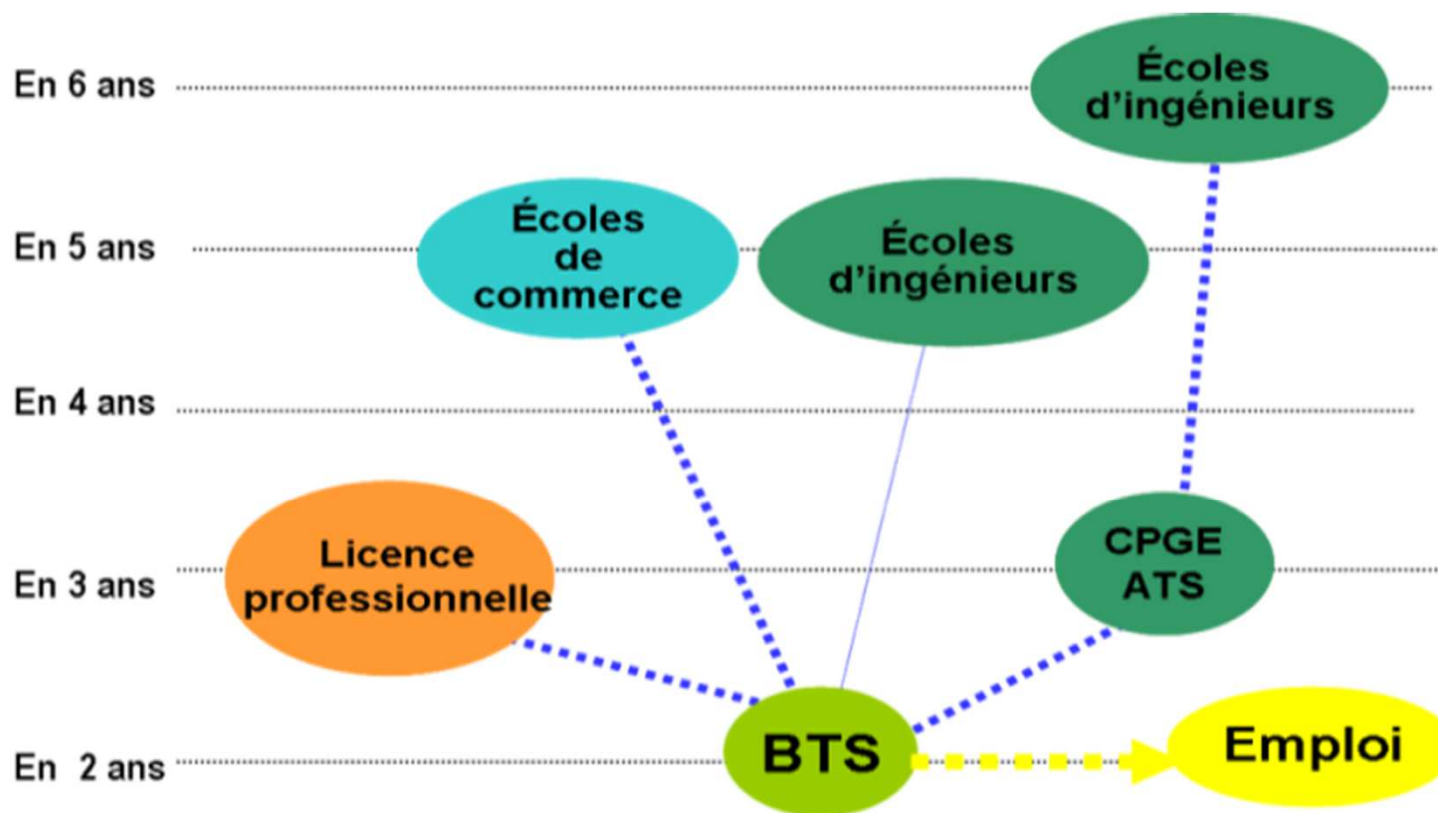 En 6 ans
Écoles
d'ingénieurs
En 5 ans
Écoles
de
commerce
Écoles
d'ingénieurs
En 4 ans
En 3 ans
Licence
professionnelle
CPGE
ATS
En 2 ans
BTS
Emploi